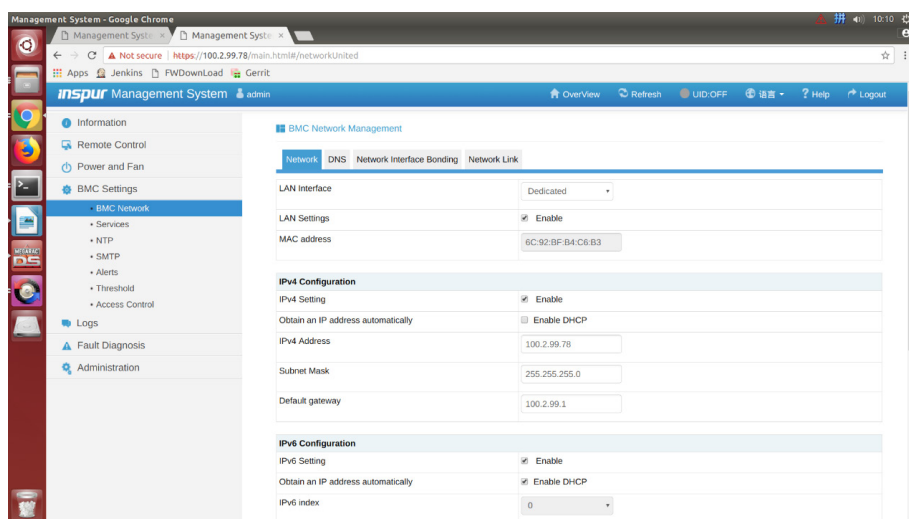 Management System - Google Chrome
拼 10:10
Management Syste
Management Syste
Not secure | https://100.2.99.78/main.html#/networkUnited
Apps Jenkins FWDownLoad Gerrit
inspur Management System admin OverView Refresh UID:OFF 语言 ? Help Logout
Information
Remote Control
Power and Fan
BMC Settings
BMC Network
Services
NTP
SMTP
Alerts
Threshold
Access Control
Logs
Fault Diagnosis
Administration
BMC Network Management
Network DNS Network Interface Bonding Network Link
LAN Interface Dedicated
LAN Settings Enable
MAC address 6C:92:BF:B4:C6:B3
IPv4 Configuration
IPv4 Setting Enable
Obtain an IP address automatically Enable DHCP
IPv4 Address 100.2.99.78
Subnet Mask 255.255.255.0
Default gateway 100.2.99.1
IPv6 Configuration
IPv6 Setting Enable
Obtain an IP address automatically Enable DHCP
IPv6 index 0